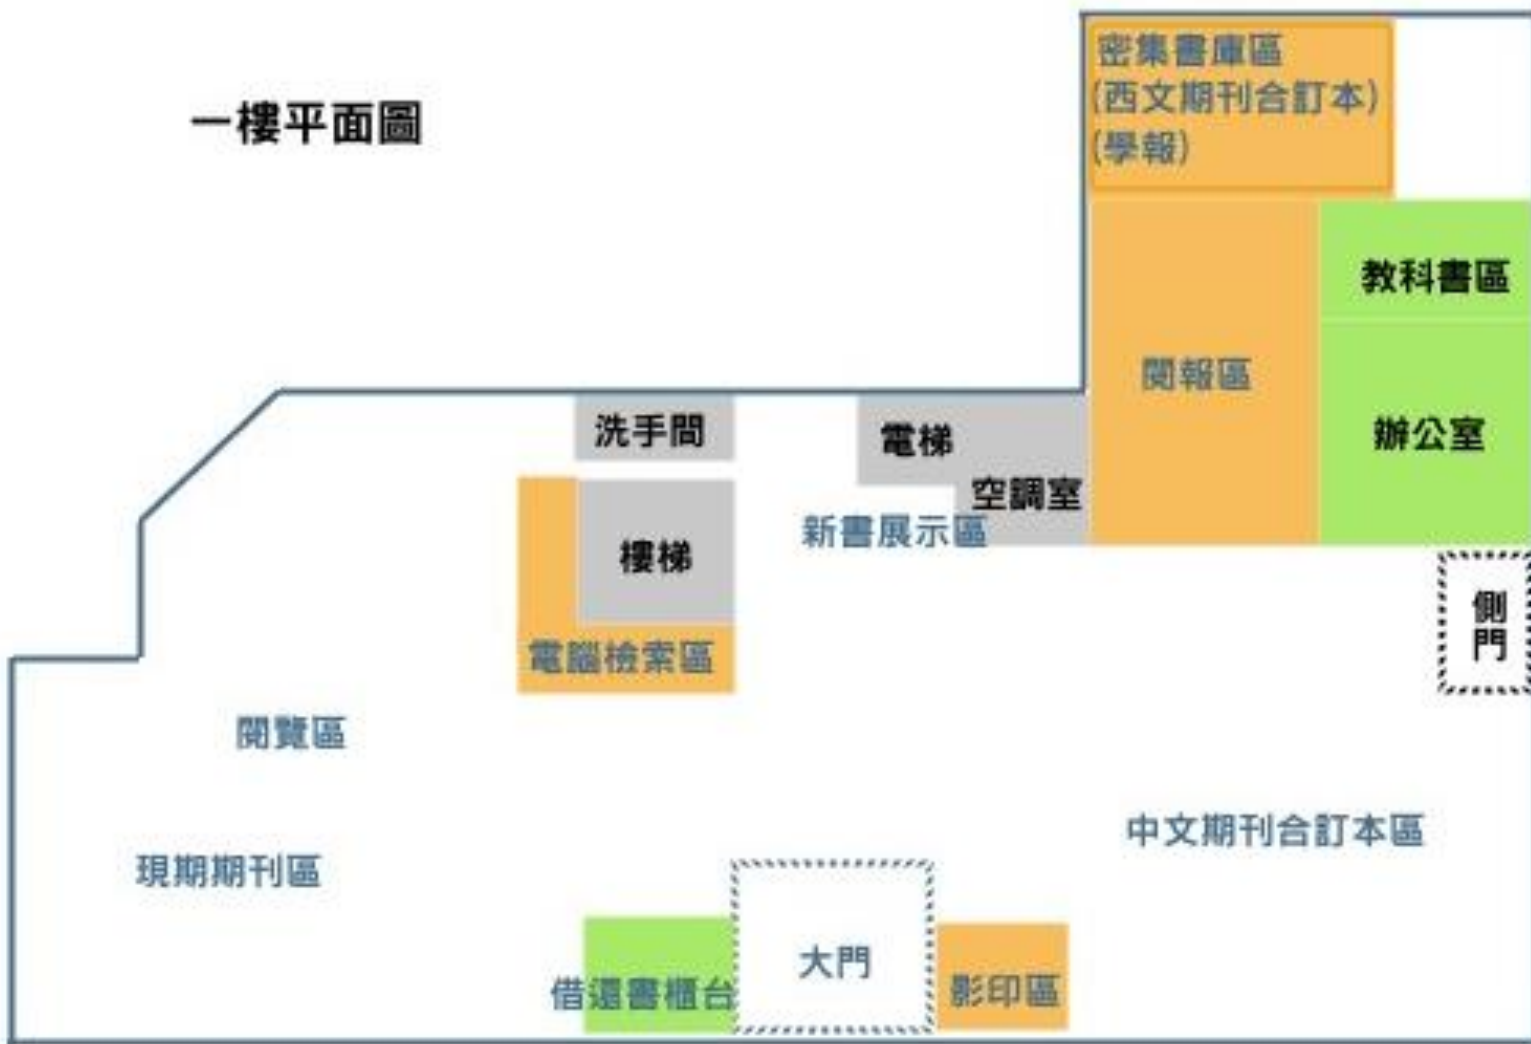 一樓平面圖
密集書庫區
(西文期刊合訂本)
(學報)
教科書區
閱報區
辦公室
洗手間
電梯
空調室
新書展示區
樓梯
側門
電腦檢索區
閱覽區
中文期刊合訂本區
現期期刊區
大門
借還書櫃台
影印區